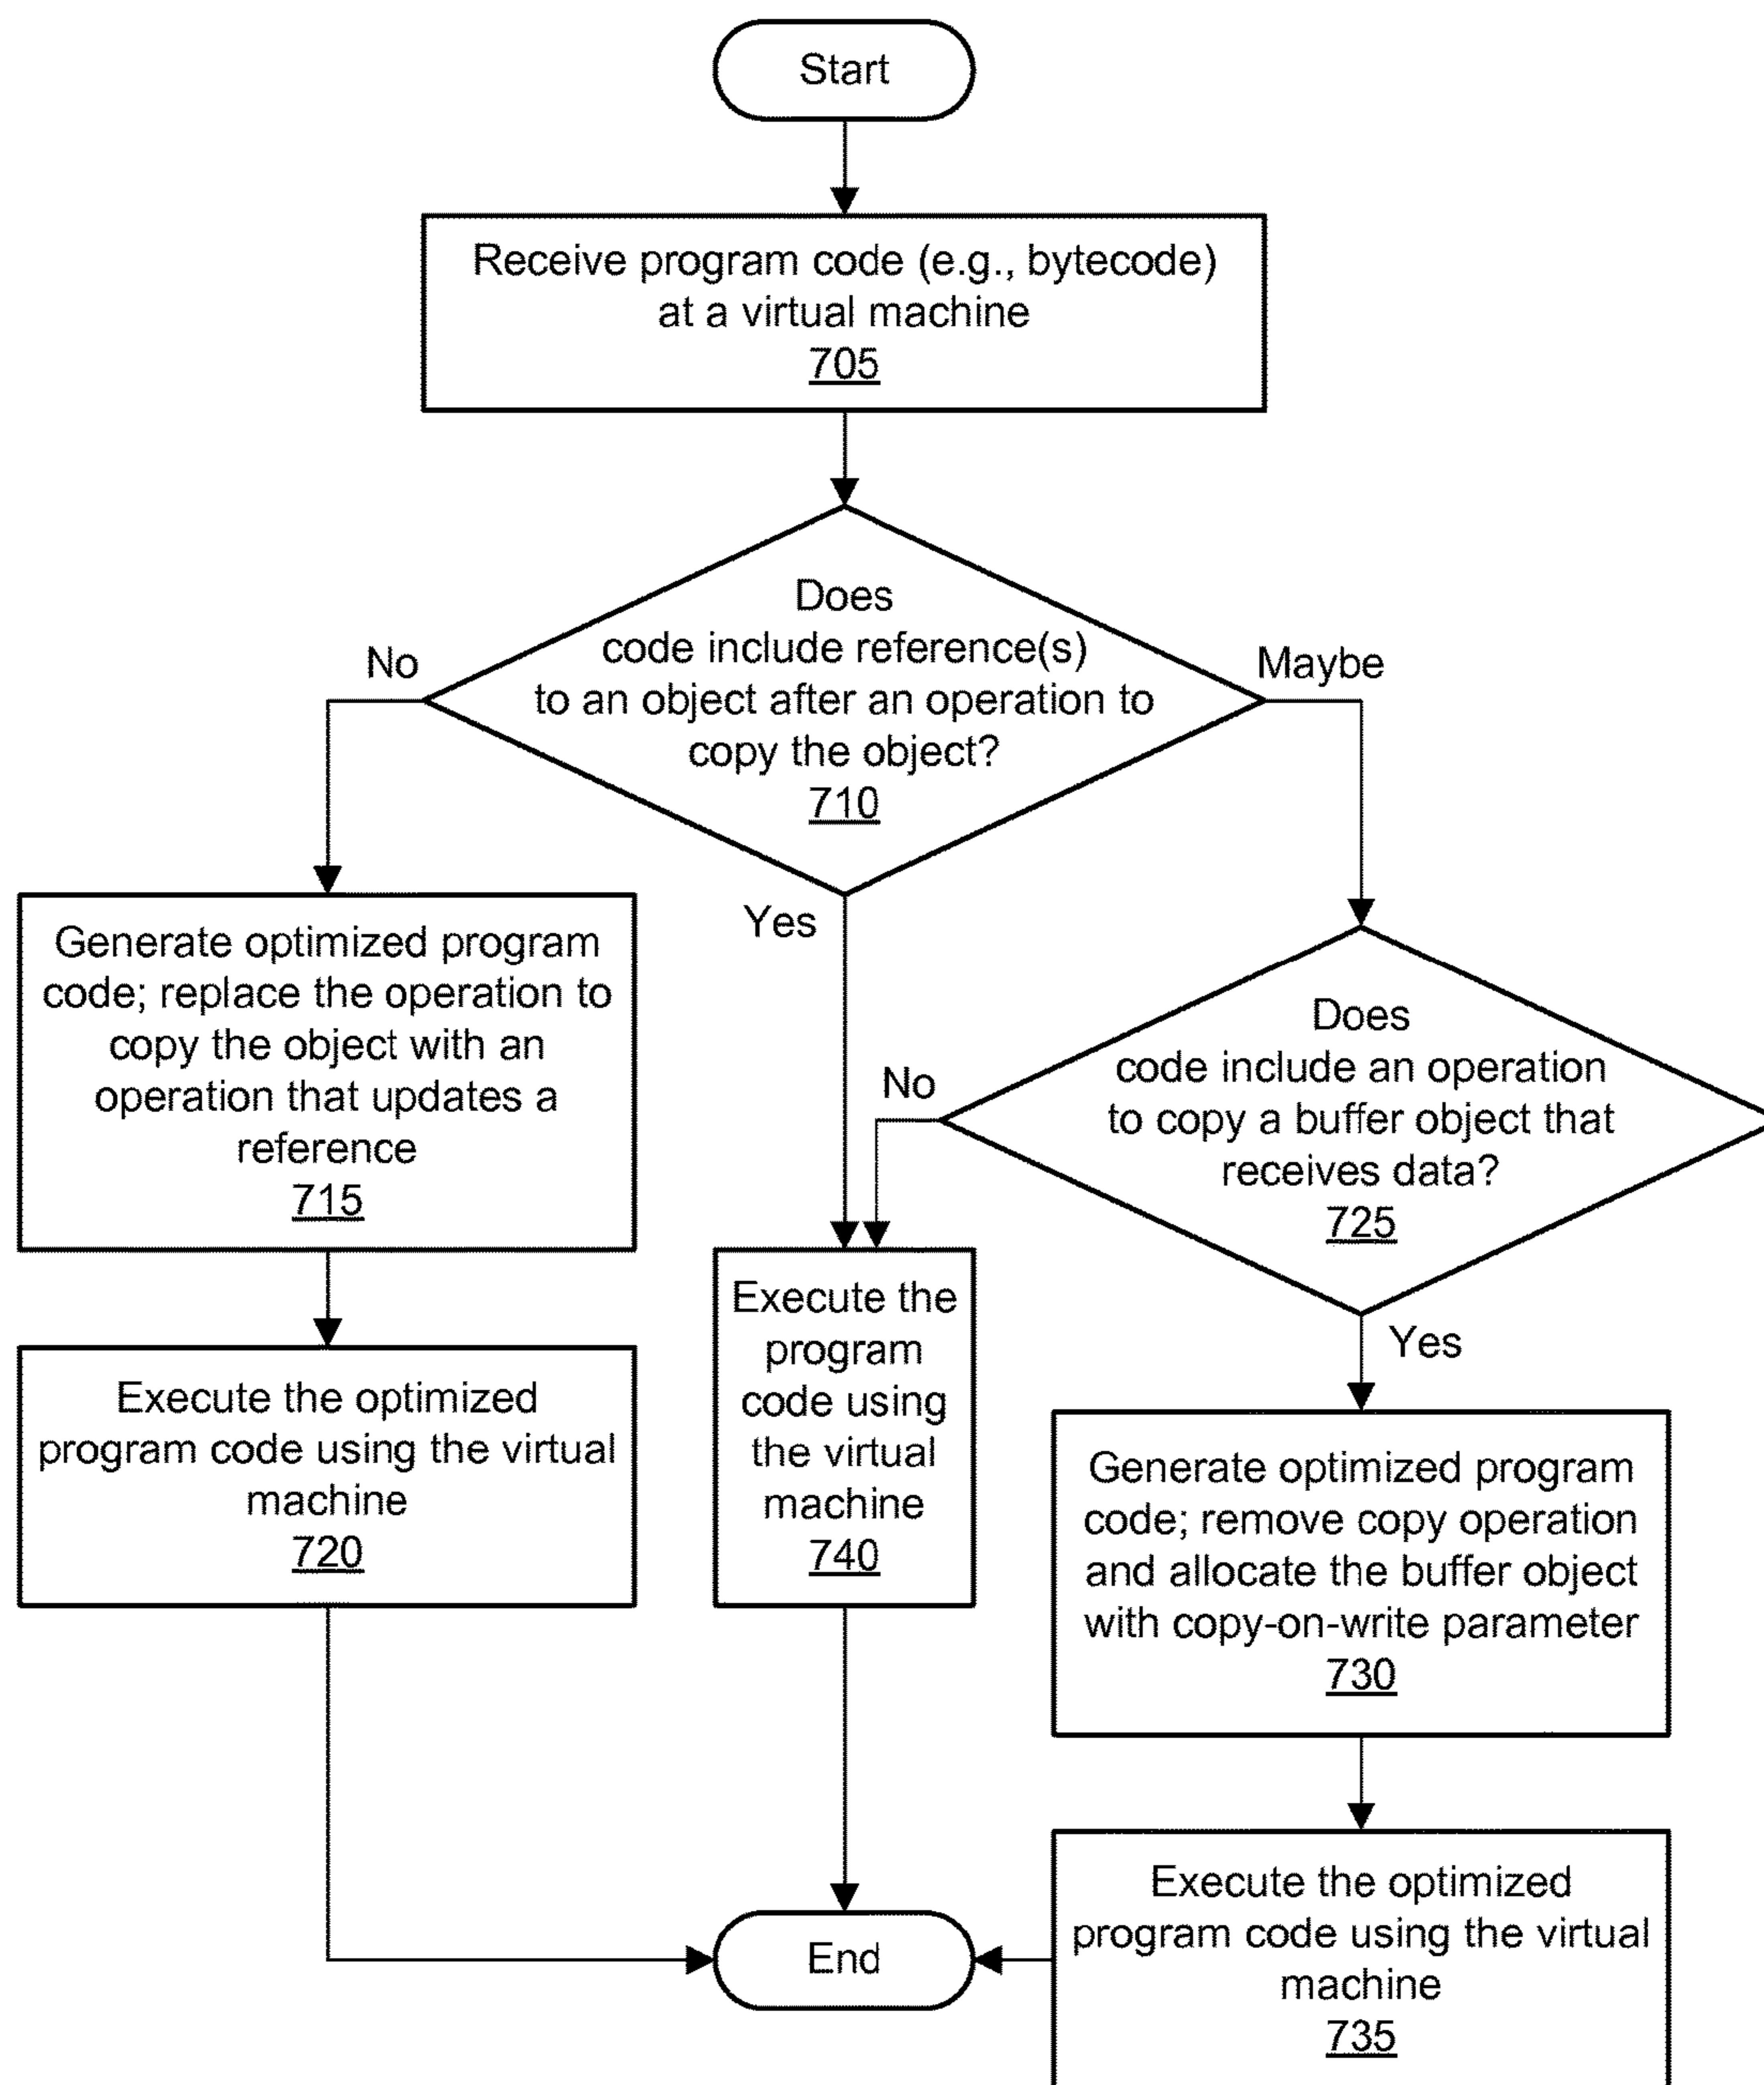 Start
Receive program code (e.g., bytecode)
at a virtual machine
705
Does
code include reference(s)
to an object after an operation to
copy the object?
710
No
Maybe
Yes
Generate optimized program
code; replace the operation to
copy the object with an
operation that updates a
reference
715
Does
code include an operation
to copy a buffer object that
receives data?
725
No
Yes
Execute the optimized
program code using the virtual
machine
720
Execute the
program
code using
the virtual
machine
740
Generate optimized program
code; remove copy operation
and allocate the buffer object
with copy-on-write parameter
730
Execute the optimized
program code using the virtual
machine
735
End